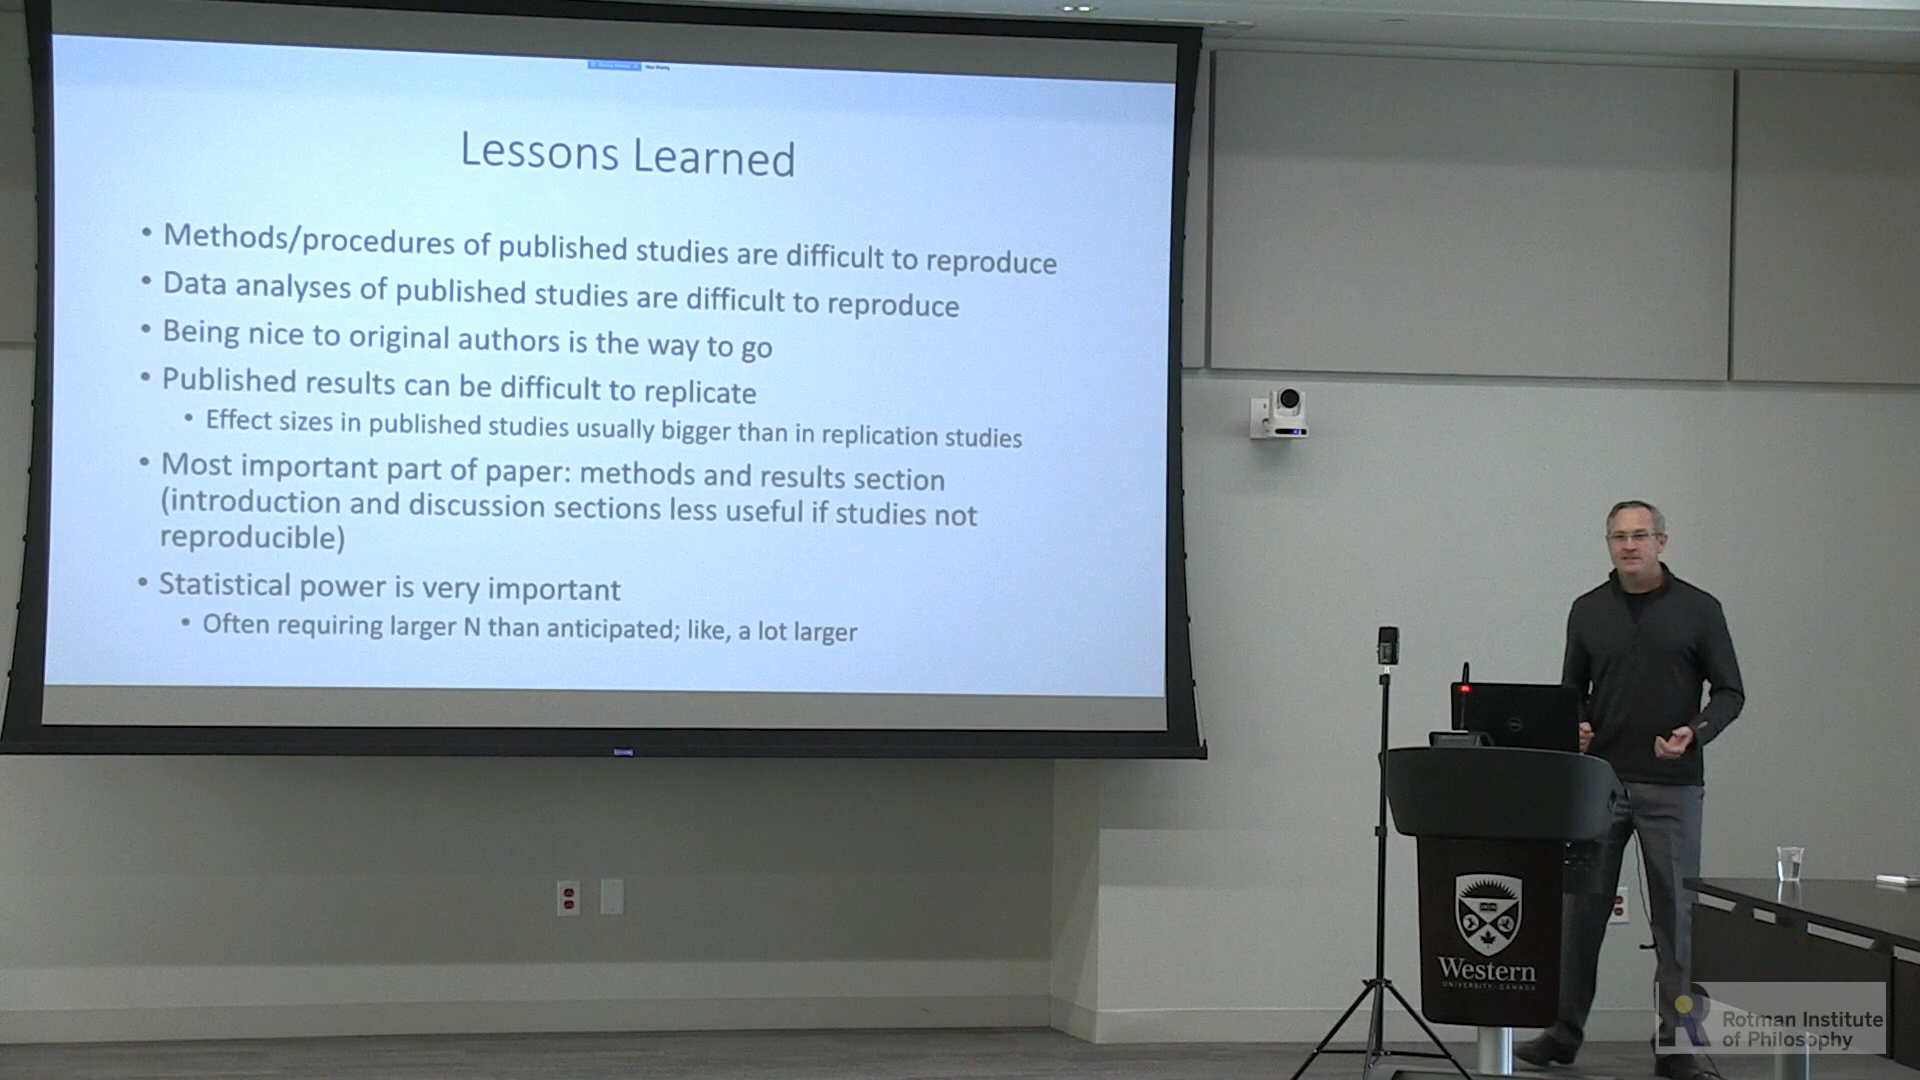 Lessons Learned
• Methods/procedures of published studies are difficult to reproduce
• Data analyses of published studies are difficult to reproduce
• Being nice to original authors is the way to go
• Published results can be difficult to replicate
• Effect sizes in published studies usually bigger than in replication studies
• Most important part of paper: methods and results section
(introduction and discussion sections less useful if studies not
reproducible)
• Statistical power is very important
• Often requiring larger N than anticipated; like, a lot larger
Western
UNIVERSITY · CANADA
Rotman Institute
of Philosophy